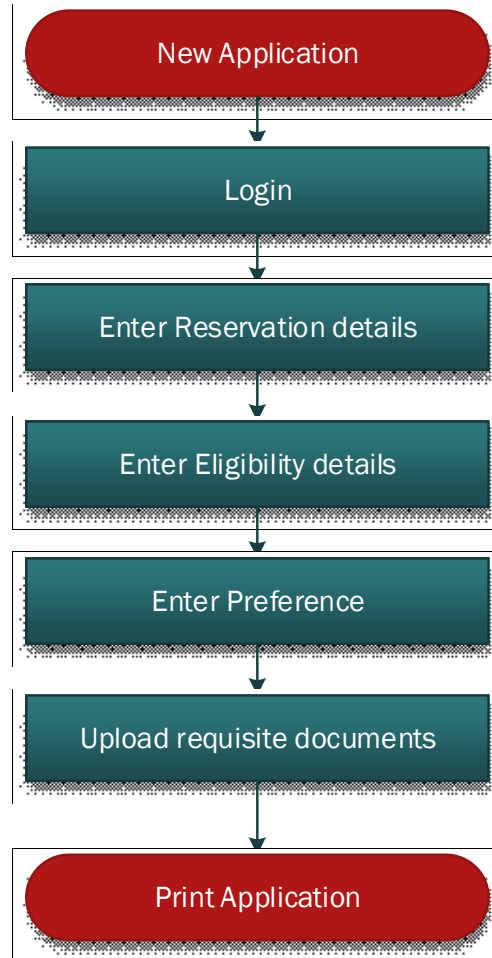 New Application
Login
Enter Reservation details
Enter Eligibility details
Enter Preference
Upload requisite documents
Print Application